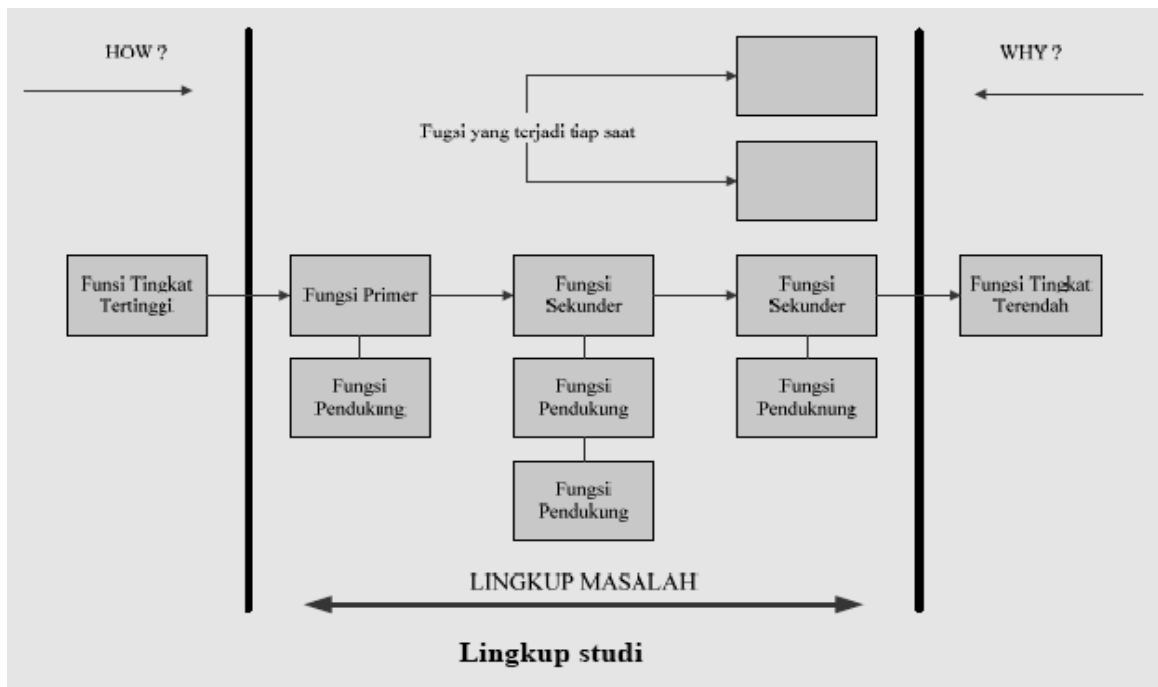 HOW ?
WHY ?
Fugsi yang terjadi tiap saat
Funsi Tingkat
Tertinggi
Fungsi Primer
Fungsi
Sekunder
Fungsi
Sekunder
Fungsi Tingkat
Terendah
Fungsi
Pendukung
Fungsi
Pendukung
Fungsi
Penduknung
Fungsi
Pendukung
LINGKUP MASALAH
Lingkup studi